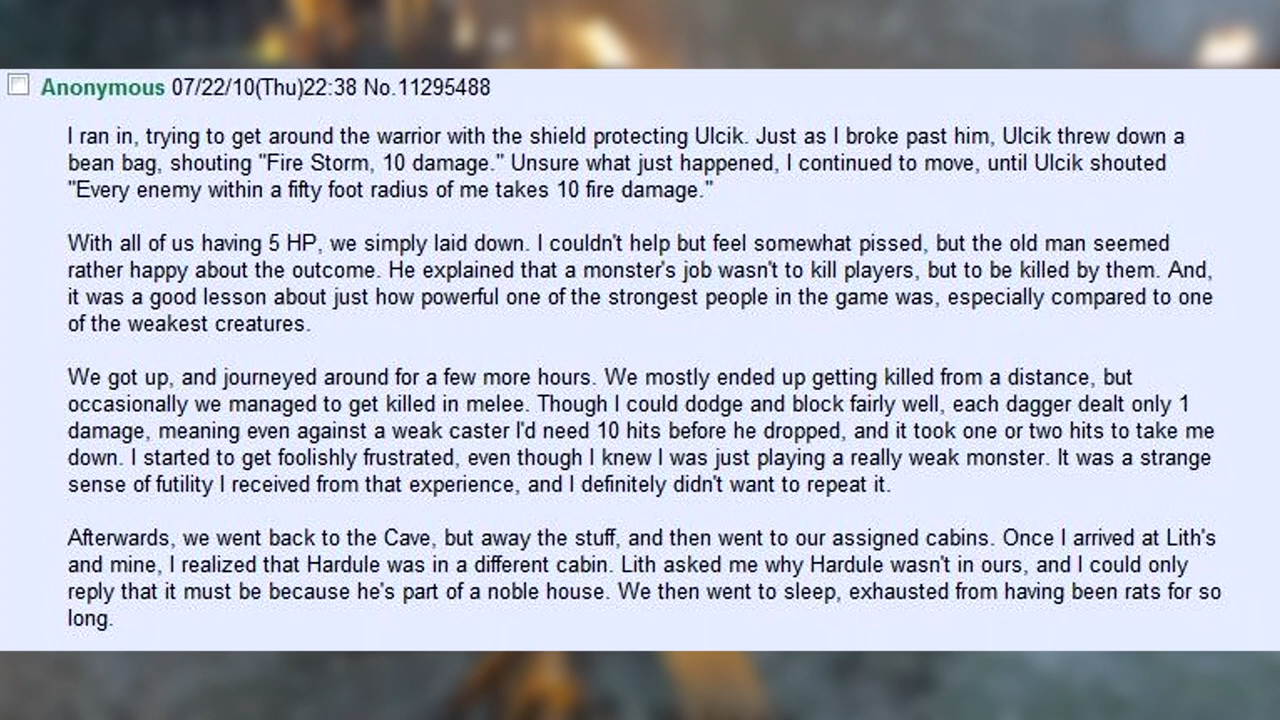 Anonymous 07/22/10(Thu)22:38 No.11295488
I ran in, trying to get around the warrior with the shield protecting Ulcik. Just as I broke past him, Ulcik threw down a
bean bag, shouting "Fire Storm, 10 damage." Unsure what just happened, I continued to move, until Ulcik shouted
"Every enemy within a fifty foot radius of me takes 10 fire damage."
With all of us having 5 HP, we simply laid down. I couldn't help but feel somewhat pissed, but the old man seemed
rather happy about the outcome. He explained that a monster's job wasn't to kill players, but to be killed by them. And,
it was a good lesson about just how powerful one of the strongest people in the game was, especially compared to one
of the weakest creatures.
We got up, and journeyed around for a few more hours. We mostly ended up getting killed from a distance, but
occasionally we managed to get killed in melee. Though I could dodge and block fairly well, each dagger dealt only 1
damage, meaning even against a weak caster I'd need 10 hits before he dropped, and it took one or two hits to take me
down. I started to get foolishly frustrated, even though I knew I was just playing a really weak monster. It was a strange
sense of futility I received from that experience, and I definitely didn't want to repeat it.
Afterwards, we went back to the Cave, but away the stuff, and then went to our assigned cabins. Once I arrived at Lith's
and mine, I realized that Hardule was in a different cabin. Lith asked me why Hardule wasn't in ours, and I could only
reply that it must be because he's part of a noble house. We then went to sleep, exhausted from having been rats for so
long.